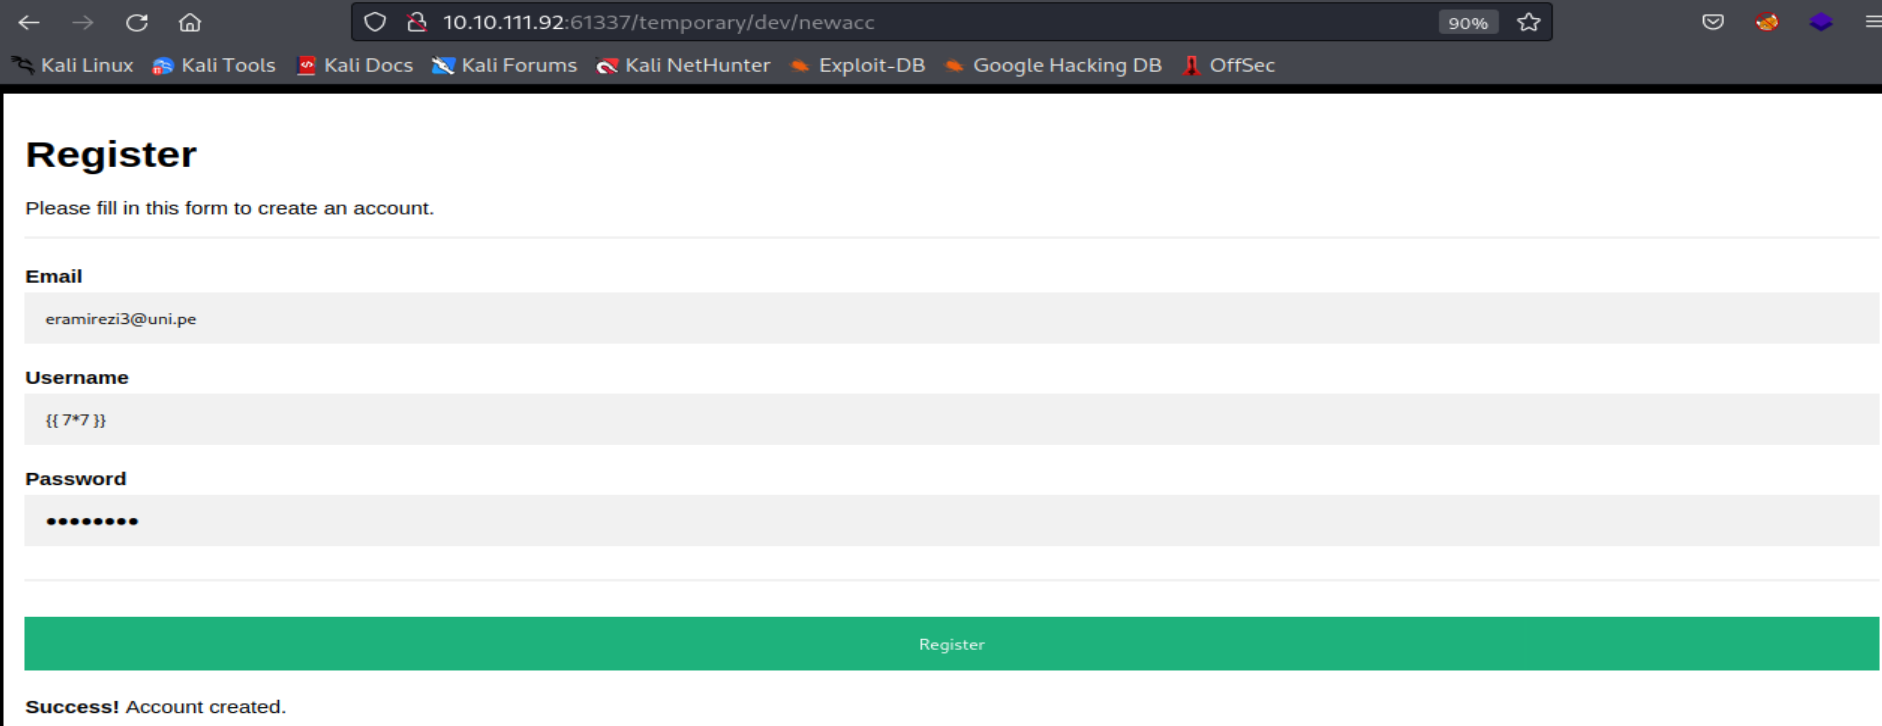 10.10.111.92:61337/temporary/dev/newacc 90%
Kali Linux Kali Tools Kali Docs Kali Forums Kali NetHunter Exploit-DB Google Hacking DB OffSec
Register
Please fill in this form to create an account.
Email
eramirezi3@uni.pe
Username
{{ 7*7 }}
Password
••••••••
Register
Success! Account created.